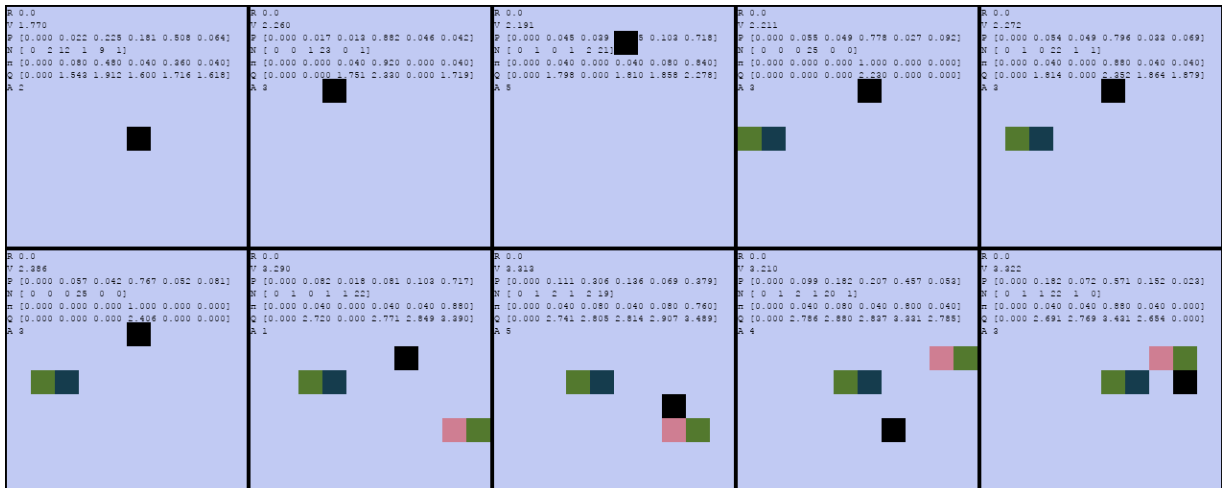 R 0.0
V 1.770
P [0.000 0.022 0.225 0.181 0.508 0.064]
N [ 0 2 12 1 9 1]
π [0.000 0.080 0.480 0.040 0.360 0.040]
Q [0.000 1.543 1.912 1.600 1.716 1.618]
A 2
R 0.0
V 2.260
P [0.000 0.017 0.013 0.882 0.046 0.042]
N [ 0 0 1 23 0 1]
π [0.000 0.000 0.040 0.920 0.000 0.040]
Q [0.000 0.000 1.751 2.330 0.000 1.719]
A 3
R 0.0
V 2.191
P [0.000 0.045 0.039 5 0.103 0.718]
N [ 0 1 0 1 2 21]
π [0.000 0.040 0.000 0.040 0.080 0.840]
Q [0.000 1.798 0.000 1.810 1.858 2.278]
A 5
R 0.0
V 2.211
P [0.000 0.055 0.049 0.778 0.027 0.092]
N [ 0 0 0 25 0 0]
π [0.000 0.000 0.000 1.000 0.000 0.000]
Q [0.000 0.000 0.000 2.230 0.000 0.000]
A 3
R 0.0
V 2.272
P [0.000 0.054 0.049 0.796 0.033 0.069]
N [ 0 1 0 22 1 1]
π [0.000 0.040 0.000 0.880 0.040 0.040]
Q [0.000 1.814 0.000 2.352 1.864 1.879]
A 3
R 0.0
V 2.386
P [0.000 0.057 0.042 0.767 0.052 0.081]
N [ 0 0 0 25 0 0]
π [0.000 0.000 0.000 1.000 0.000 0.000]
Q [0.000 0.000 0.000 2.406 0.000 0.000]
A 3
R 0.0
V 3.290
P [0.000 0.082 0.018 0.081 0.103 0.717]
N [ 0 1 0 1 1 22]
π [0.000 0.040 0.000 0.040 0.040 0.880]
Q [0.000 2.720 0.000 2.771 2.849 3.390]
A 1
R 0.0
V 3.313
P [0.000 0.111 0.306 0.136 0.069 0.379]
N [ 0 1 2 1 2 19]
π [0.000 0.040 0.080 0.040 0.080 0.760]
Q [0.000 2.741 2.805 2.814 2.907 3.489]
A 5
R 0.0
V 3.210
P [0.000 0.099 0.182 0.207 0.457 0.053]
N [ 0 1 2 1 20 1]
π [0.000 0.040 0.080 0.040 0.800 0.040]
Q [0.000 2.786 2.880 2.837 3.331 2.785]
A 4
R 0.0
V 3.322
P [0.000 0.182 0.072 0.571 0.152 0.023]
N [ 0 1 1 22 1 0]
π [0.000 0.040 0.040 0.880 0.040 0.000]
Q [0.000 2.691 2.769 3.431 2.654 0.000]
A 3